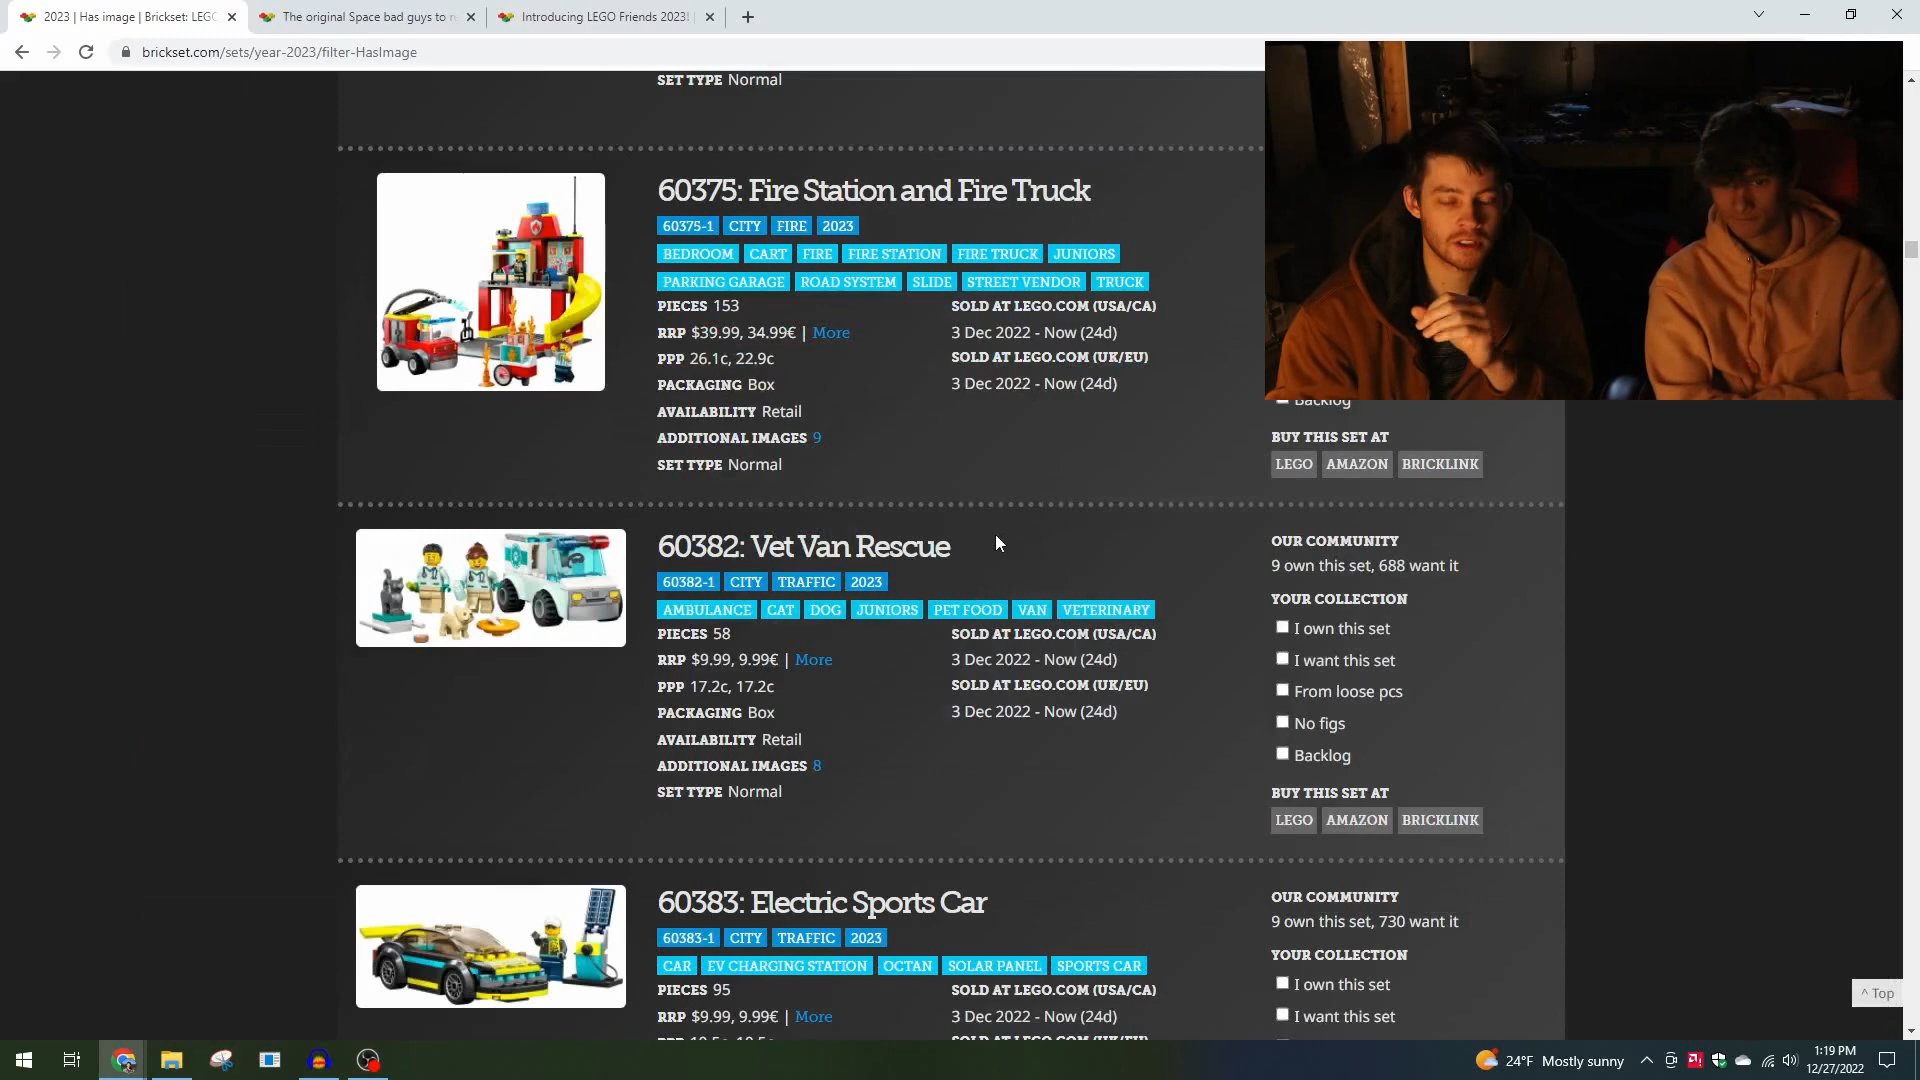 2023 | Has image | Brickset: LEGO
The original Space bad guys to r
Introducing LEGO Friends 2023! |
brickset.com/sets/year-2023/filter-HasImage
SET TYPE Normal
60375: Fire Station and Fire Truck
60375-1 CITY FIRE 2023
BEDROOM CART FIRE FIRE STATION FIRE TRUCK JUNIORS
PARKING GARAGE ROAD SYSTEM SLIDE STREET VENDOR TRUCK
PIECES 153
RRP $39.99, 34.99€ | More
PPP 26.1c, 22.9c
PACKAGING Box
AVAILABILITY Retail
ADDITIONAL IMAGES 9
SET TYPE Normal
SOLD AT LEGO.COM (USA/CA)
3 Dec 2022 - Now (24d)
SOLD AT LEGO.COM (UK/EU)
3 Dec 2022 - Now (24d)
Backlog
BUY THIS SET AT
LEGO AMAZON BRICKLINK
60382: Vet Van Rescue
60382-1 CITY TRAFFIC 2023
AMBULANCE CAT DOG JUNIORS PET FOOD VAN VETERINARY
PIECES 58
RRP $9.99, 9.99€ | More
PPP 17.2c, 17.2c
PACKAGING Box
AVAILABILITY Retail
ADDITIONAL IMAGES 8
SET TYPE Normal
SOLD AT LEGO.COM (USA/CA)
3 Dec 2022 - Now (24d)
SOLD AT LEGO.COM (UK/EU)
3 Dec 2022 - Now (24d)
OUR COMMUNITY
9 own this set, 688 want it
YOUR COLLECTION
I own this set
I want this set
From loose pcs
No figs
Backlog
BUY THIS SET AT
LEGO AMAZON BRICKLINK
60383: Electric Sports Car
60383-1 CITY TRAFFIC 2023
CAR EV CHARGING STATION OCTAN SOLAR PANEL SPORTS CAR
PIECES 95
RRP $9.99, 9.99€ | More
SOLD AT LEGO.COM (USA/CA)
3 Dec 2022 - Now (24d)
OUR COMMUNITY
9 own this set, 730 want it
YOUR COLLECTION
I own this set
I want this set
^ Top
24°F Mostly sunny
1:19 PM
12/27/2022